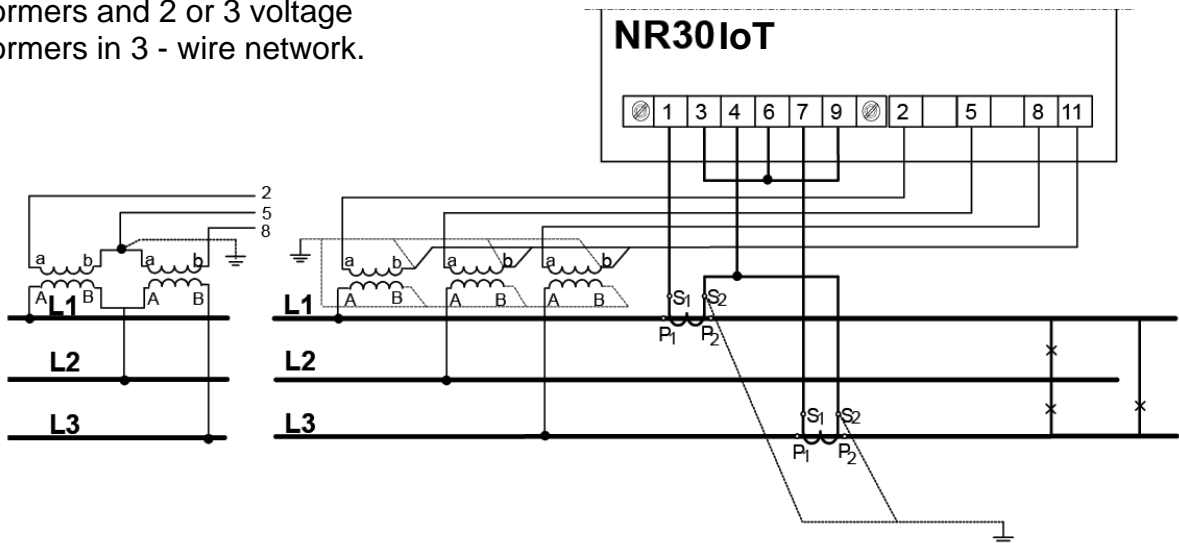 ormers and 2 or 3 voltage
ormers in 3 - wire network.
NR30IoT
1 3 4 6 7 9 2 5 8 11
2
5
8
a b a b a b a b a b
A B A B A B A B A B
L1 L1 S1 S2
P1 P2
L2 L2
L3 L3 S1 S2
P1 P2